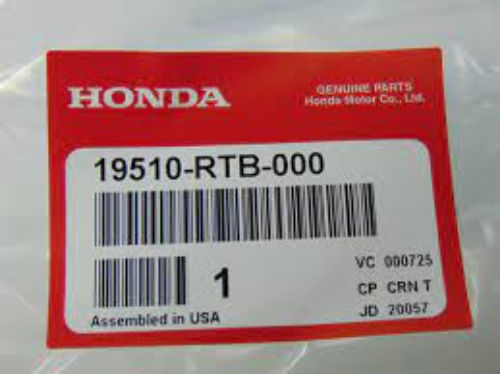 HONDA
GENUINE PARTS
Honda Motor Co., Ltd.
19510-RTB-000
1
VC 000725
CP CRN T
JD 20057
Assembled in USA